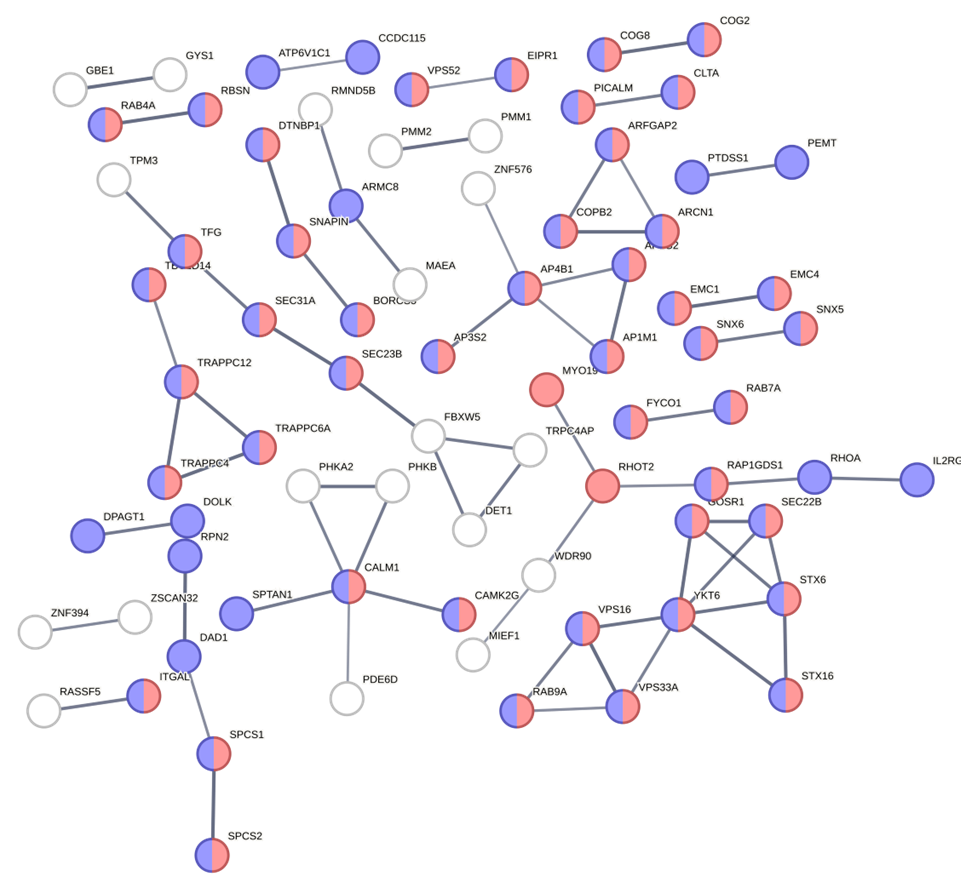 COG2
COG8
CCDC115
ATP6V1C1
GYS1
GBE1
EIPR1
VPS52
CLTA
PICALM
RBSN
RAB4A
RMND5B
DTNBP1
ARFGAP2
PMM1
PMM2
PEMT
PTDSS1
TPM3
ZNF576
ARMC8
SNAPIN
COPB2
ARCN1
TFG
MAEA
AP4B1
EMC4
EMC1
SEC31A
AP3S2
AP1M1
SNX5
SNX6
SEC23B
TRAPPC12
MYO19
RAB7A
FYCO1
FBXW5
TRPC4AP
TRAPPC6A
TRAPPC4
PHKA2
PHKB
RHOT2
RAP1GDS1
RHOA
IL2RG
DOLK
DPAGT1
GOSR1
SEC22B
DET1
RPN2
WDR90
CALM1
STX6
SPTAN1
CAMK2G
YKT6
ZSCAN32
ZNF394
VPS16
DAD1
MIEF1
ITGAL
RASSF5
PDE6D
RAB9A
VPS33A
STX16
SPCS1
SPCS2